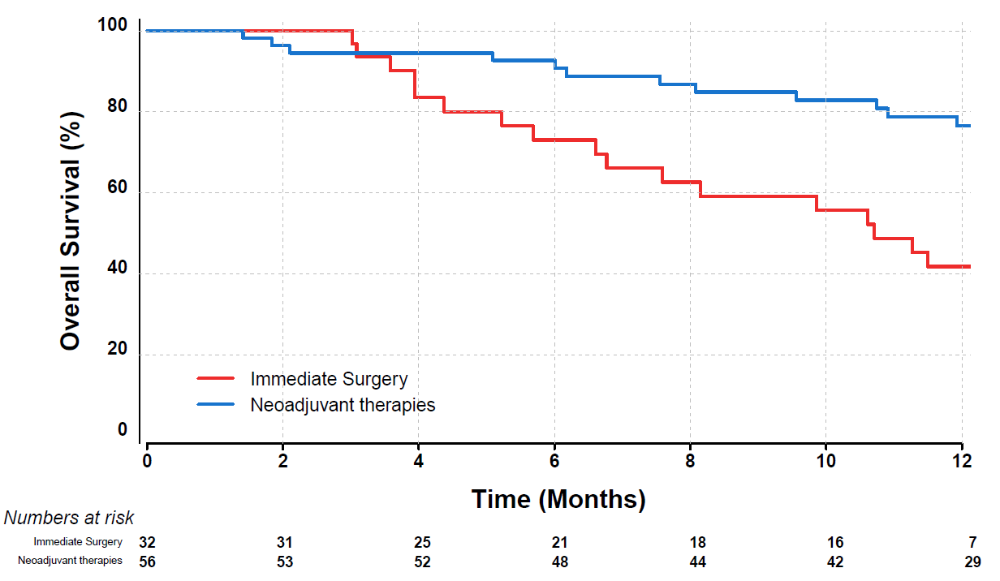 Overall Survival (%)
100
80
60
40
20
0
Immediate Surgery
Neoadjuvant therapies
0 2 4 6 8 10 12
Time (Months)
Numbers at risk
Immediate Surgery 32 31 25 21 18 16 7
Neoadjuvant therapies 56 53 52 48 44 42 29